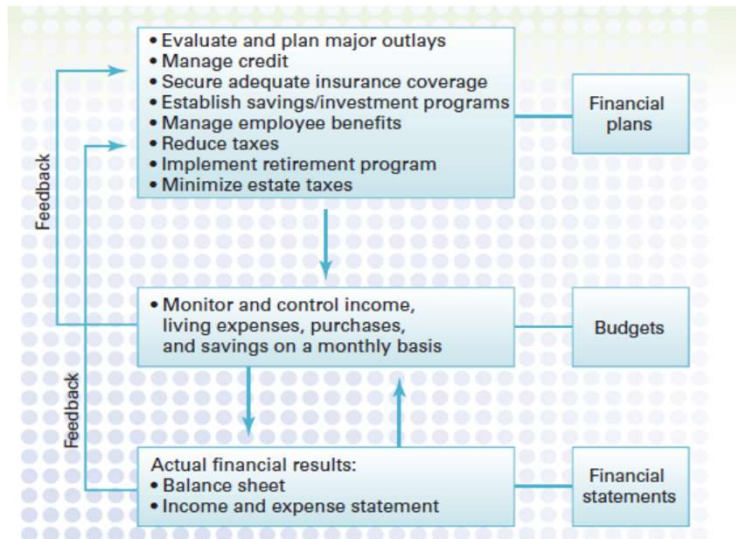 • Evaluate and plan major outlays
• Manage credit
• Secure adequate insurance coverage
• Establish savings/investment programs
• Manage employee benefits
• Reduce taxes
• Implement retirement program
• Minimize estate taxes
Financial
plans
Feedback
• Monitor and control income,
living expenses, purchases,
and savings on a monthly basis
Budgets
Feedback
Actual financial results:
• Balance sheet
• Income and expense statement
Financial
statements